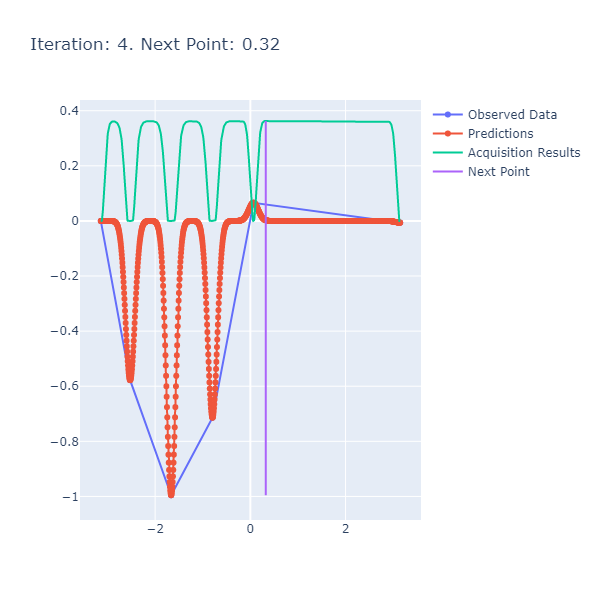 Iteration: 4. Next Point: 0.32
Observed Data
Predictions
Acquisition Results
Next Point
0.4
0.2
0
−0.2
−0.4
−0.6
−0.8
−1
−2
0
2